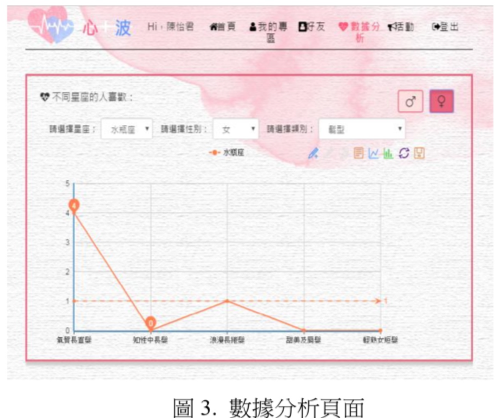 心+波 Hi,陳怡君 首頁 我的專區 好友 數據分析 活動 登出
不同星座的人喜歡:
請選擇星座: 水瓶座 請選擇性別: 女 請選擇類別: 髮型
水瓶座
5
4
4
3
2
1
1
0
0
氣質長直髮 知性中長髮 浪漫長捲髮 甜美及肩髮 輕熟女短髮
圖 3. 數據分析頁面